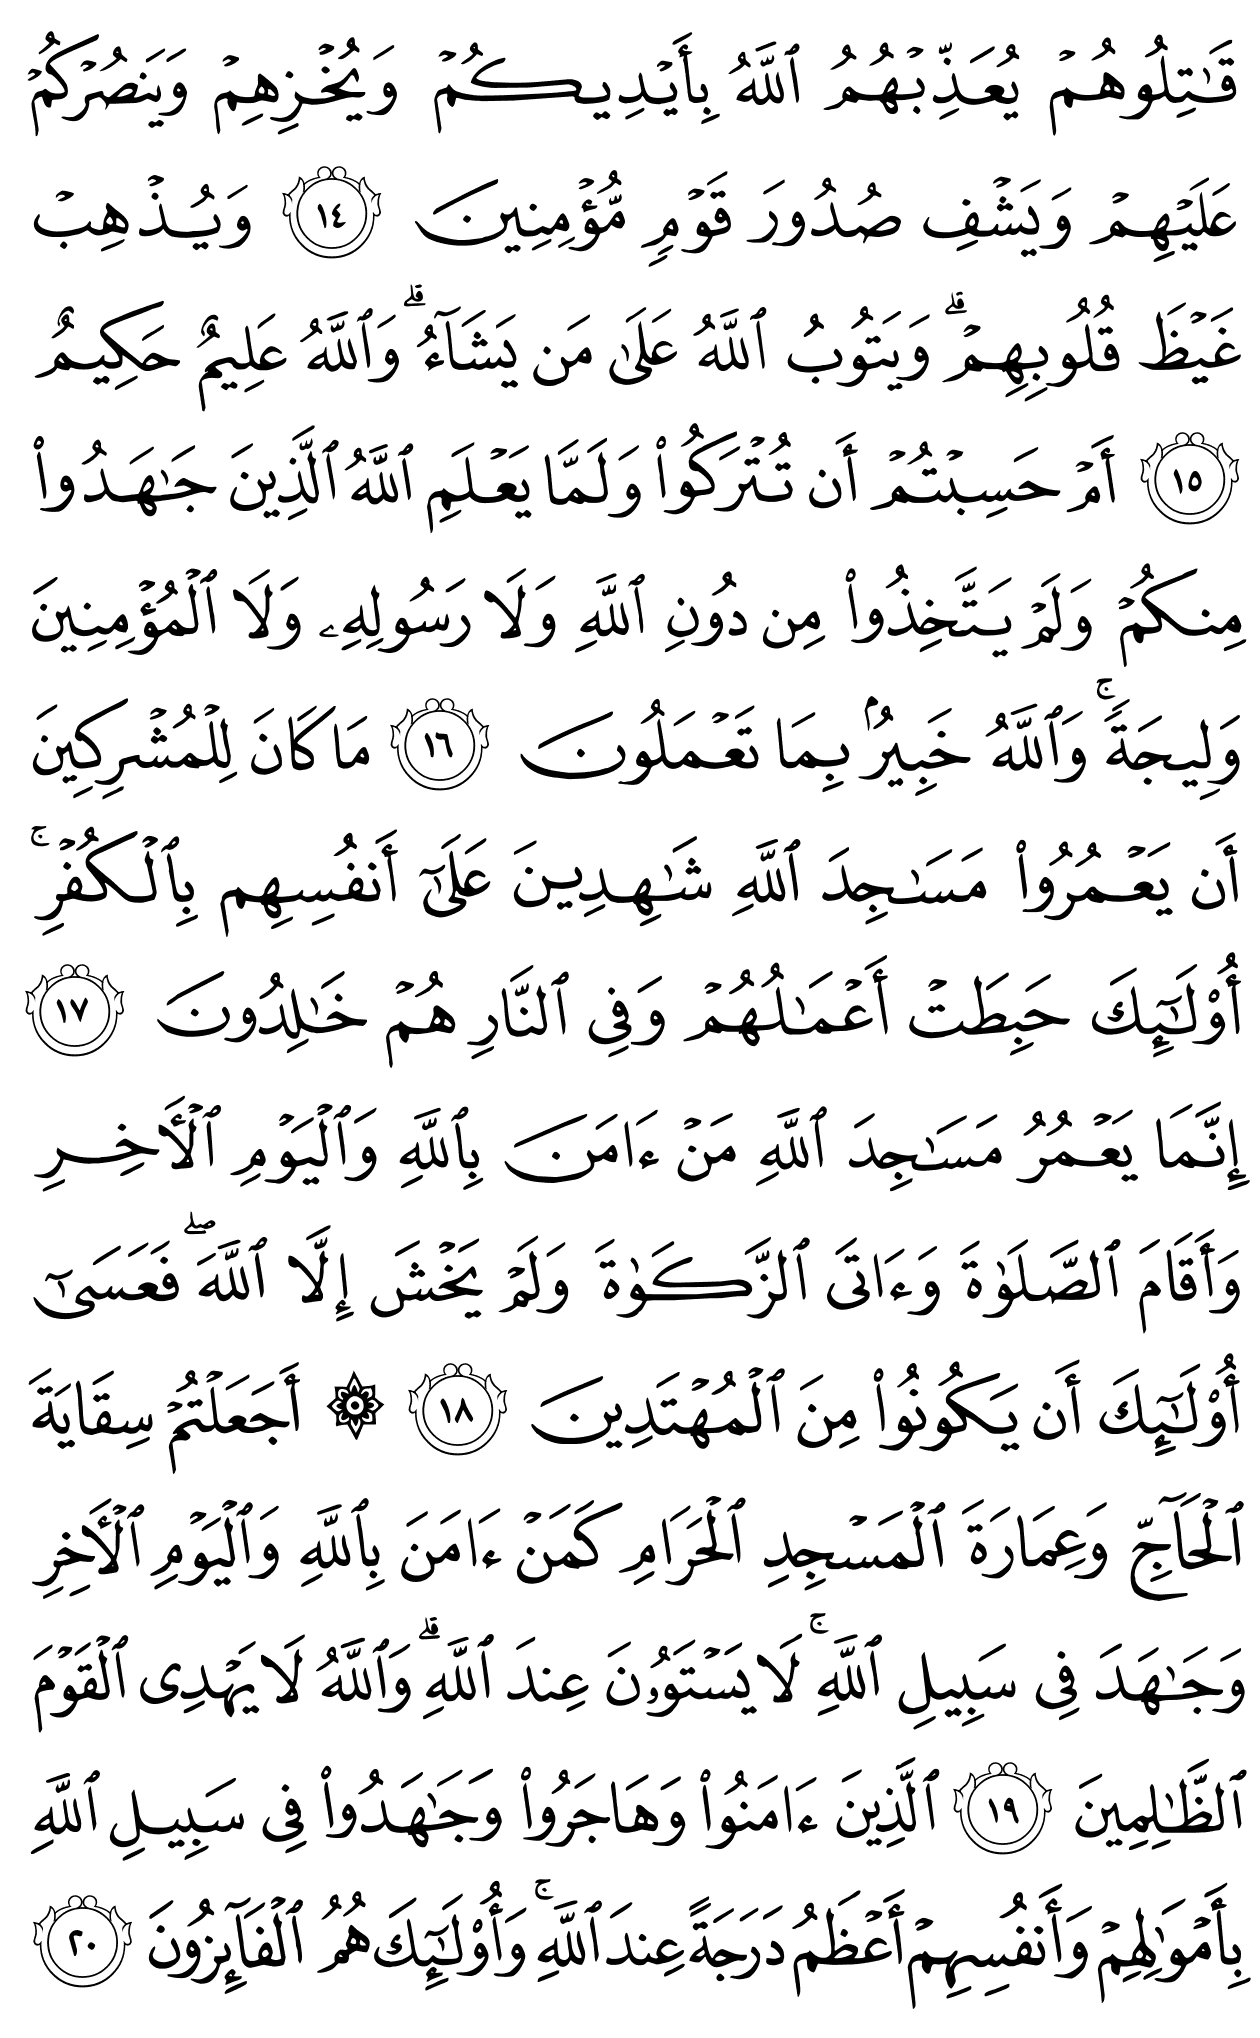 قَٰتِلُوهُمۡ يُعَذِّبۡهُمُ ٱللَّهُ بِأَيۡدِيكُمۡ وَيُخۡزِهِمۡ وَيَنصُرۡكُمۡ
عَلَيۡهِمۡ وَيَشۡفِ صُدُورَ قَوۡمٖ مُّؤۡمِنِينَ ١٤ وَيُذۡهِبۡ
غَيۡظَ قُلُوبِهِمۡۗ وَيَتُوبُ ٱللَّهُ عَلَىٰ مَن يَشَآءُۗ وَٱللَّهُ عَلِيمٌ حَكِيمٌ
١٥ أَمۡ حَسِبۡتُمۡ أَن تُتۡرَكُواْ وَلَمَّا يَعۡلَمِ ٱللَّهُ ٱلَّذِينَ جَٰهَدُواْ
مِنكُمۡ وَلَمۡ يَتَّخِذُواْ مِن دُونِ ٱللَّهِ وَلَا رَسُولِهِۦ وَلَا ٱلۡمُؤۡمِنِينَ
وَلِيجَةٗۚ وَٱللَّهُ خَبِيرُۢ بِمَا تَعۡمَلُونَ ١٦ مَا كَانَ لِلۡمُشۡرِكِينَ
أَن يَعۡمُرُواْ مَسَٰجِدَ ٱللَّهِ شَٰهِدِينَ عَلَىٰٓ أَنفُسِهِم بِٱلۡكُفۡرِۚ
أُوْلَٰٓئِكَ حَبِطَتۡ أَعۡمَٰلُهُمۡ وَفِي ٱلنَّارِ هُمۡ خَٰلِدُونَ ١٧
إِنَّمَا يَعۡمُرُ مَسَٰجِدَ ٱللَّهِ مَنۡ ءَامَنَ بِٱللَّهِ وَٱلۡيَوۡمِ ٱلۡأٓخِرِ
وَأَقَامَ ٱلصَّلَوٰةَ وَءَاتَى ٱلزَّكَوٰةَ وَلَمۡ يَخۡشَ إِلَّا ٱللَّهَۖ فَعَسَىٰٓ
أُوْلَٰٓئِكَ أَن يَكُونُواْ مِنَ ٱلۡمُهۡتَدِينَ ١٨ ۞ أَجَعَلۡتُمۡ سِقَايَةَ
ٱلۡحَآجِّ وَعِمَارَةَ ٱلۡمَسۡجِدِ ٱلۡحَرَامِ كَمَنۡ ءَامَنَ بِٱللَّهِ وَٱلۡيَوۡمِ ٱلۡأٓخِرِ
وَجَٰهَدَ فِي سَبِيلِ ٱللَّهِۚ لَا يَسۡتَوُۥنَ عِندَ ٱللَّهِۗ وَٱللَّهُ لَا يَهۡدِي ٱلۡقَوۡمَ
ٱلظَّٰلِمِينَ ١٩ ٱلَّذِينَ ءَامَنُواْ وَهَاجَرُواْ وَجَٰهَدُواْ فِي سَبِيلِ ٱللَّهِ
بِأَمۡوَٰلِهِمۡ وَأَنفُسِهِمۡ أَعۡظَمُ دَرَجَةً عِندَ ٱللَّهِۚ وَأُوْلَٰٓئِكَ هُمُ ٱلۡفَآئِزُونَ ٢٠